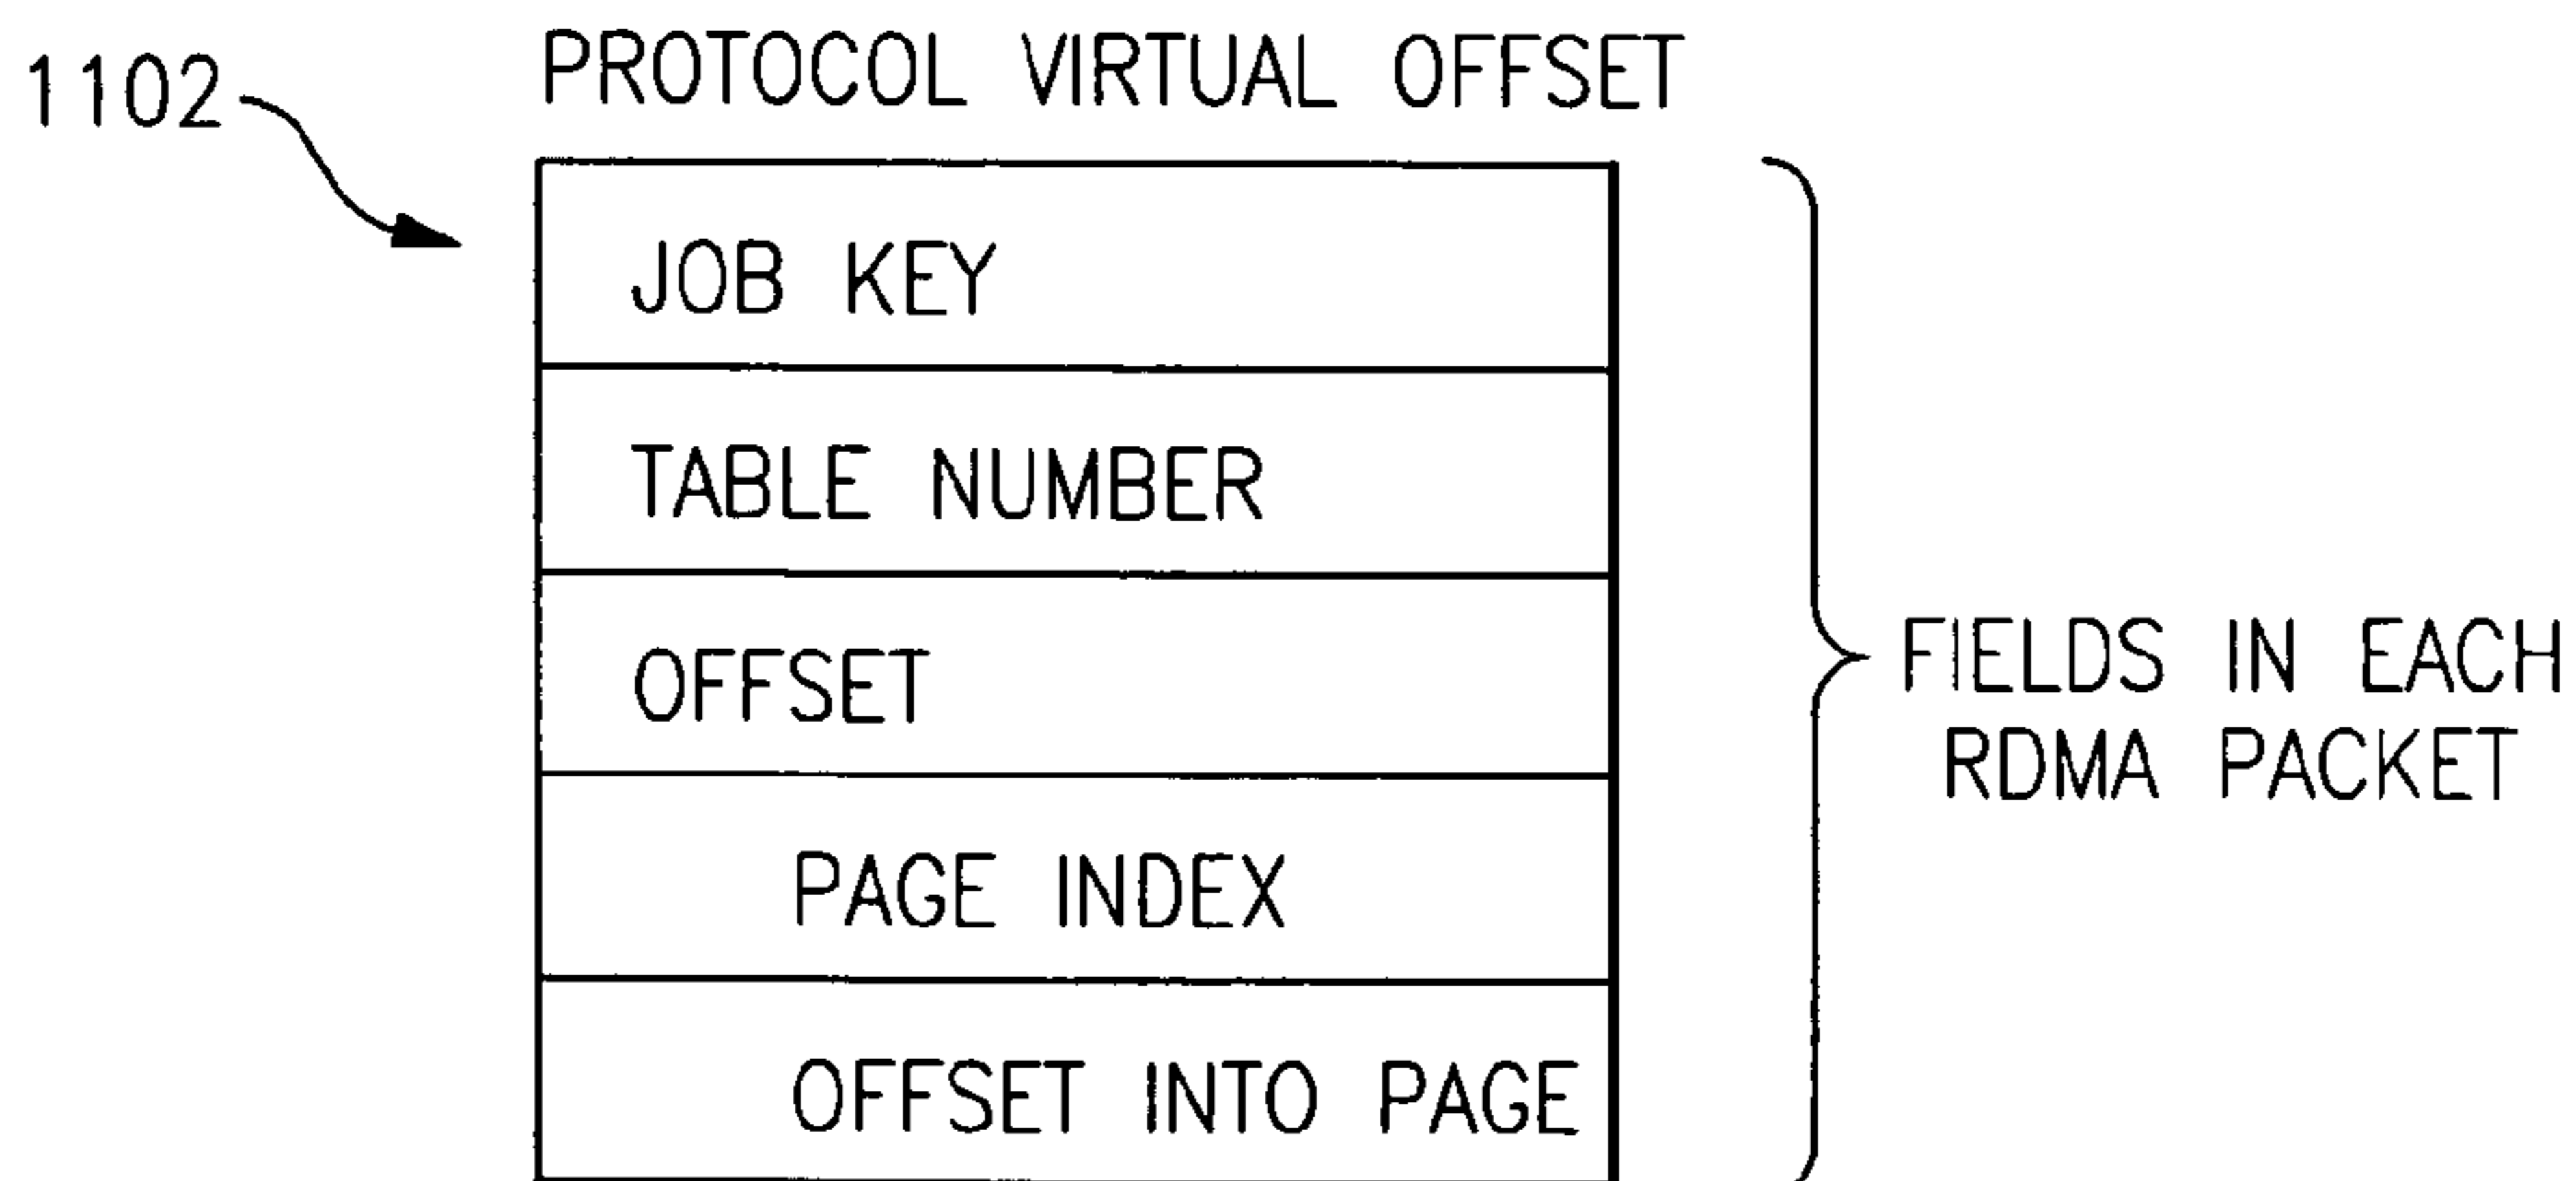 PROTOCOL VIRTUAL OFFSET
1102
JOB KEY
TABLE NUMBER
OFFSET
PAGE INDEX
OFFSET INTO PAGE
FIELDS IN EACH
RDMA PACKET